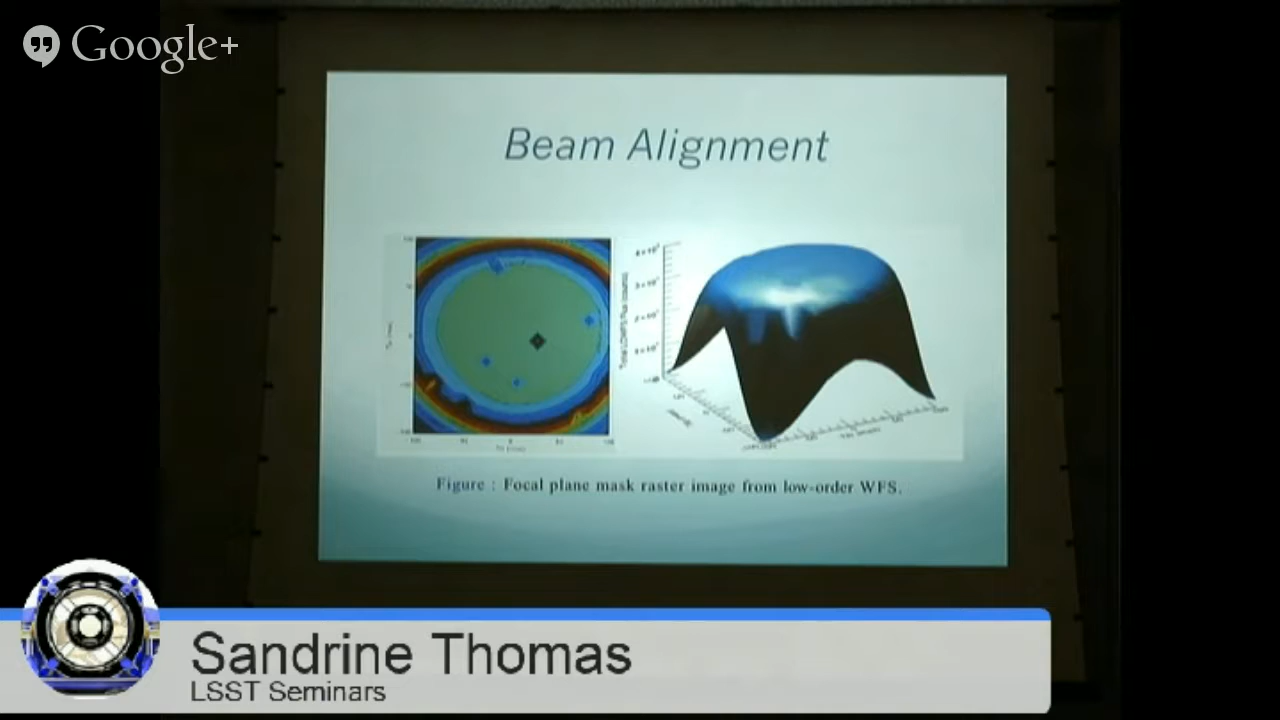 Google+
Beam Alignment
Figure : Focal plane mask raster image from low-order WFS.
Sandrine Thomas
LSST Seminars